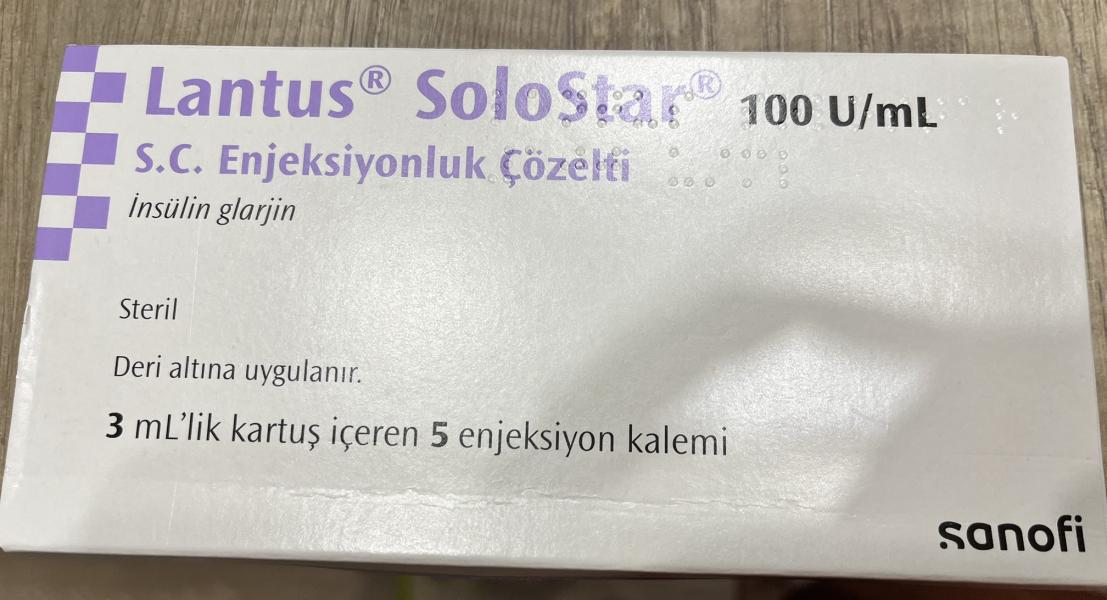 Lantus® SoloStar® 100 U/mL
S.C. Enjeksiyonluk Çözelti
İnsülin glarjin
Steril
Deri altına uygulanır.
3 mL’lik kartuş içeren 5 enjeksiyon kalemi
sanofi